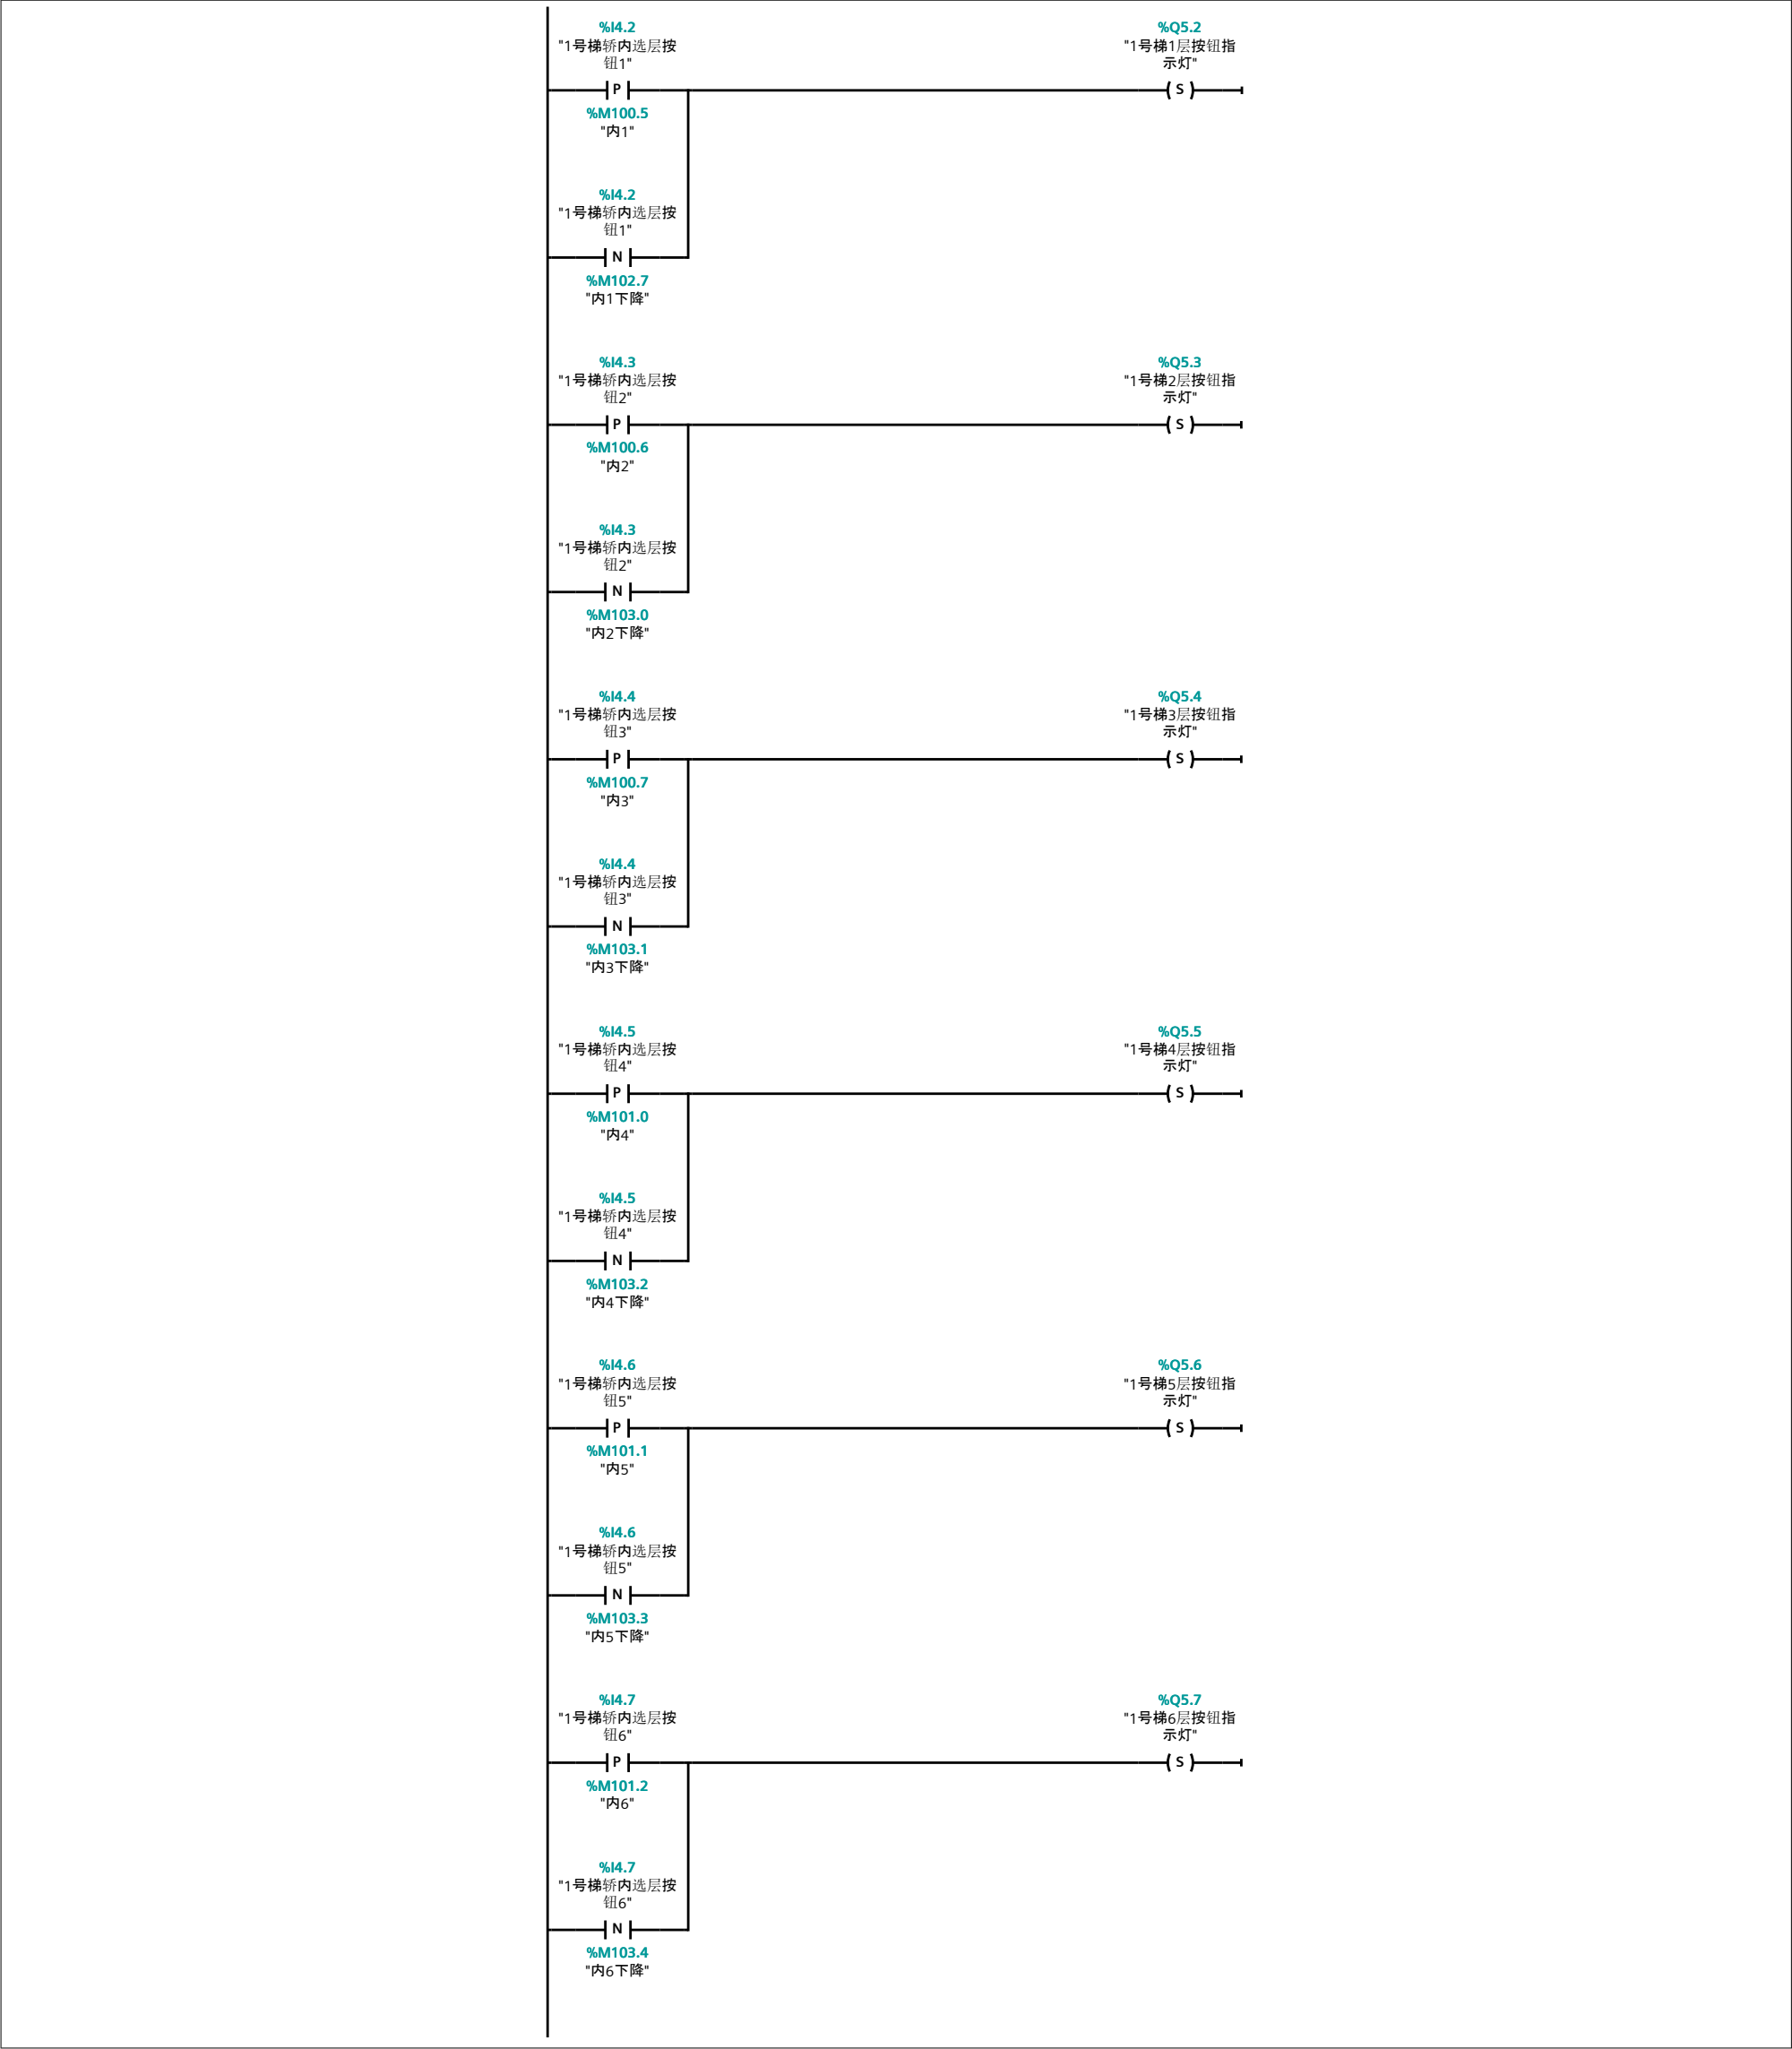 %I4.2
"1号梯轿内选层按
钮1"
%Q5.2
"1号梯1层按钮指
示灯"
P
S
%M100.5
"内1"
%I4.2
"1号梯轿内选层按
钮1"
N
%M102.7
"内1下降"
%I4.3
"1号梯轿内选层按
钮2"
%Q5.3
"1号梯2层按钮指
示灯"
P
S
%M100.6
"内2"
%I4.3
"1号梯轿内选层按
钮2"
N
%M103.0
"内2下降"
%I4.4
"1号梯轿内选层按
钮3"
%Q5.4
"1号梯3层按钮指
示灯"
P
S
%M100.7
"内3"
%I4.4
"1号梯轿内选层按
钮3"
N
%M103.1
"内3下降"
%I4.5
"1号梯轿内选层按
钮4"
%Q5.5
"1号梯4层按钮指
示灯"
P
S
%M101.0
"内4"
%I4.5
"1号梯轿内选层按
钮4"
N
%M103.2
"内4下降"
%I4.6
"1号梯轿内选层按
钮5"
%Q5.6
"1号梯5层按钮指
示灯"
P
S
%M101.1
"内5"
%I4.6
"1号梯轿内选层按
钮5"
N
%M103.3
"内5下降"
%I4.7
"1号梯轿内选层按
钮6"
%Q5.7
"1号梯6层按钮指
示灯"
P
S
%M101.2
"内6"
%I4.7
"1号梯轿内选层按
钮6"
N
%M103.4
"内6下降"